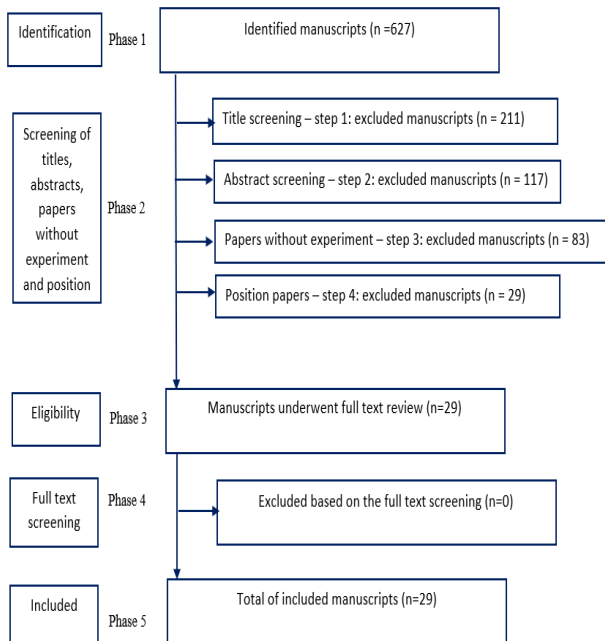 Identification
Phase 1
Identified manuscripts (n =627)
Title screening – step 1: excluded manuscripts (n = 211)
Screening of
titles,
abstracts,
papers
without
experiment
and position
Phase 2
Abstract screening – step 2: excluded manuscripts (n = 117)
Papers without experiment – step 3: excluded manuscripts (n = 83)
Position papers – step 4: excluded manuscripts (n = 29)
Eligibility
Phase 3
Manuscripts underwent full text review (n=29)
Full text
screening
Phase 4
Excluded based on the full text screening (n=0)
Included
Phase 5
Total of included manuscripts (n=29)